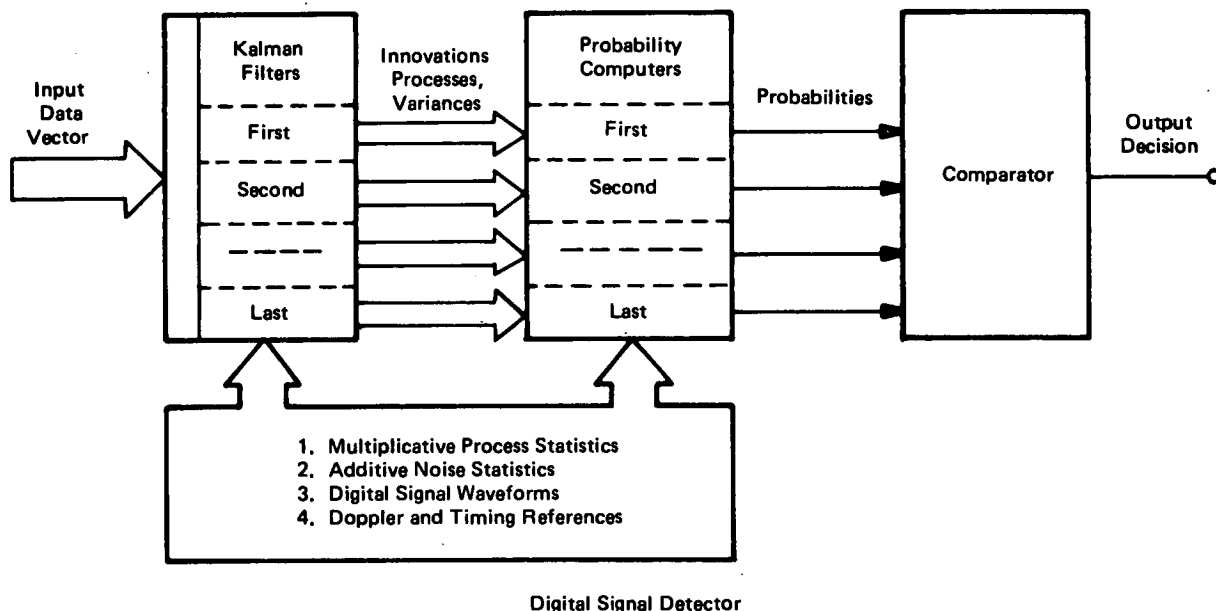 Input
Data
Vector
Kalman
Filters
First
Second
Last
Innovations
Processes,
Variances
Probability
Computers
First
Second
Last
Probabilities
Comparator
Output
Decision
1. Multiplicative Process Statistics
2. Additive Noise Statistics
3. Digital Signal Waveforms
4. Doppler and Timing References
Digital Signal Detector